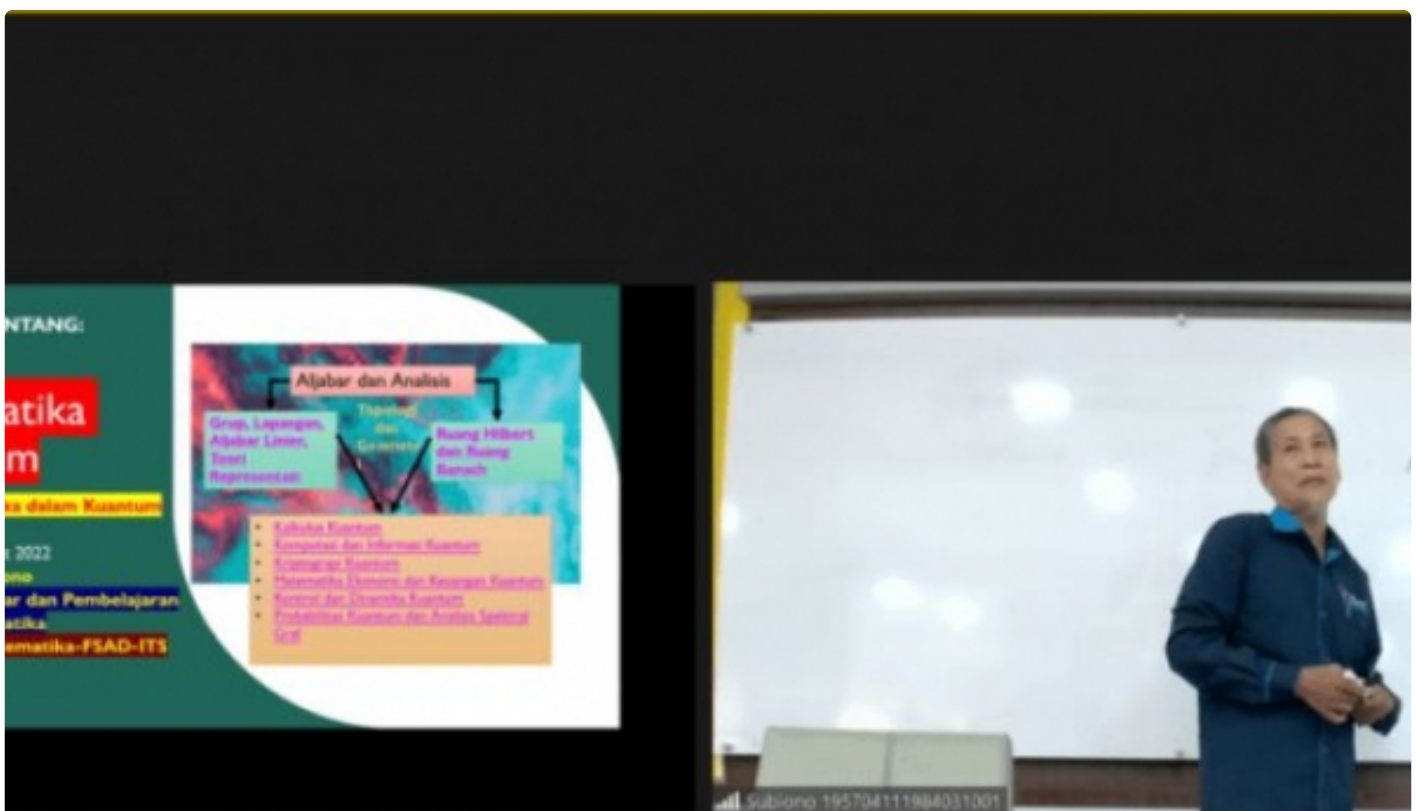 NTANG:
atika
m
ka dalam Kuantum
t 2022
ono
ar dan Pembelajaran
atika
ematika-FSAD-ITS
Aljabar dan Analisis
Topologi
dan
Geometri
Grup, Lapangan,
Aljabar Linier,
Teori
Representasi
Ruang Hilbert
dan Ruang
Banach
• Kalkulus Kuantum
• Komputasi dan Informasi Kuantum
• Kriptografi Kuantum
• Matematika Ekonomi dan Keuangan Kuantum
• Kontrol dan Dinamika Kuantum
• Probabilitas Kuantum dan Analisis Spektral
Graf
Subiono 195704111984031001